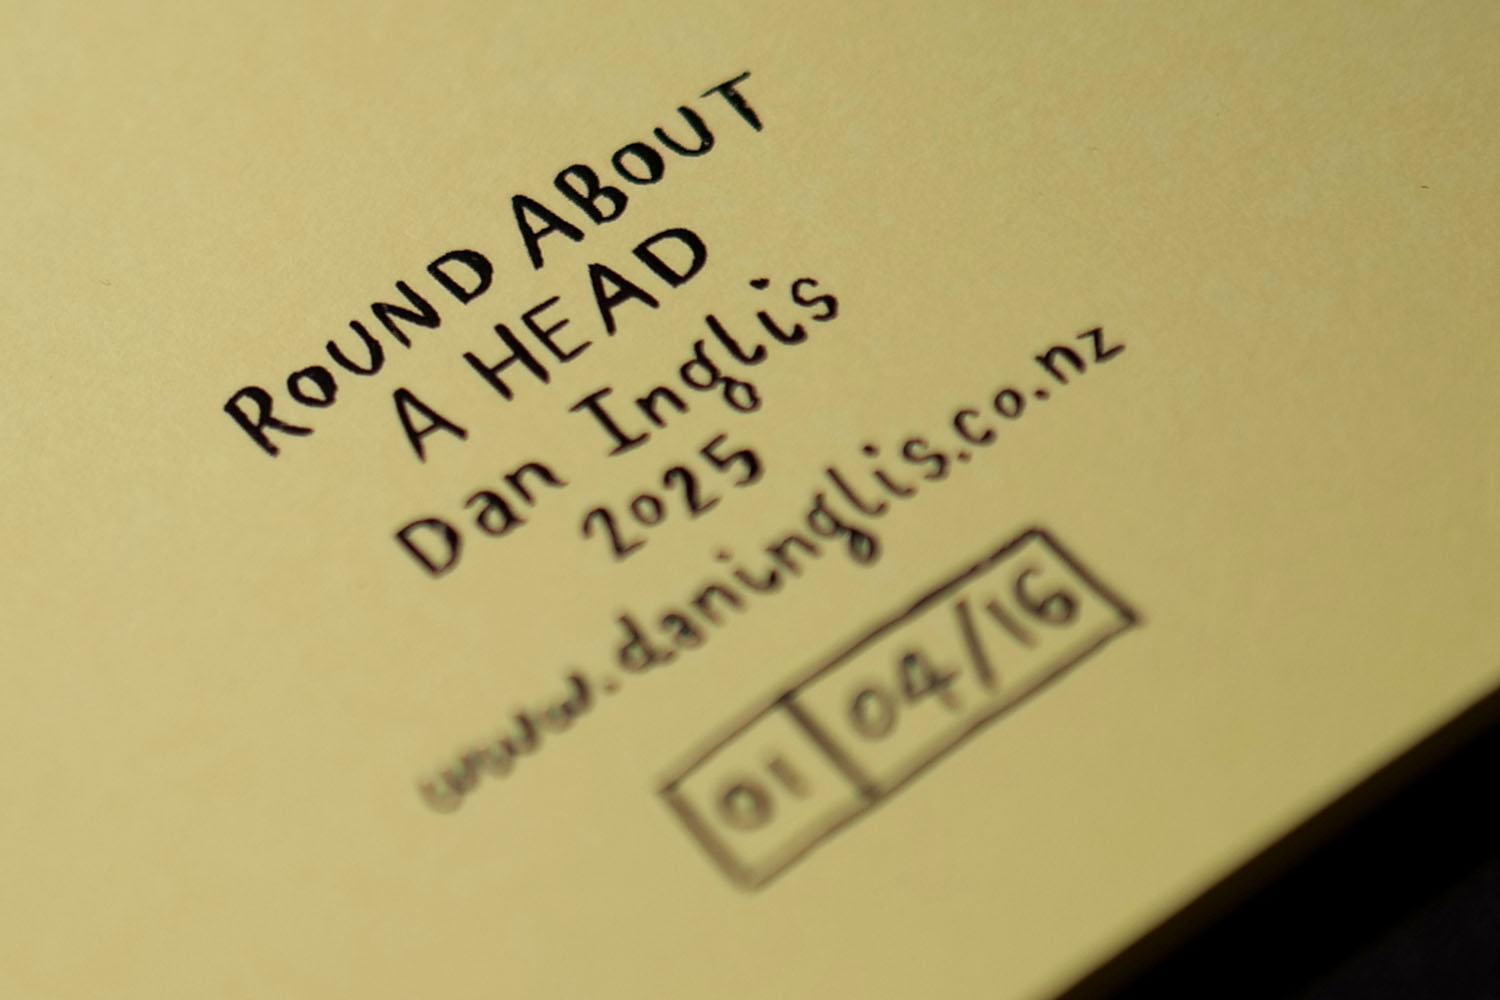 ROUND ABOUT
A HEAD
Dan Inglis
2025
www.daninglis.co.nz
01 04/16